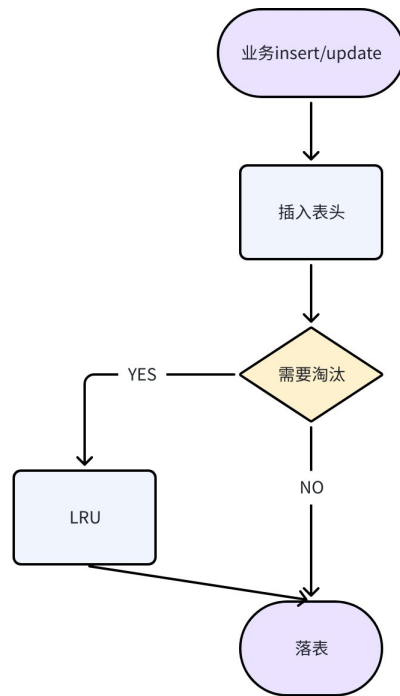 业务insert/update
插入表头
需要淘汰
YES
NO
LRU
落表